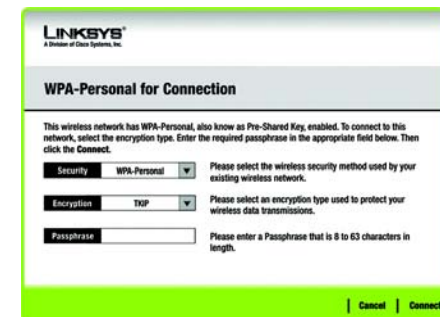 LINKSYS®
A Division of Cisco Systems, Inc.
WPA-Personal for Connection
This wireless network has WPA-Personal, also know as Pre-Shared Key, enabled. To connect to this
network, select the encryption type. Enter the required passphrase in the appropriate field below. Then
click the Connect.
Security WPA-Personal Please select the wireless security method used by your
existing wireless network.
Encryption TKIP Please select an encryption type used to protect your
wireless data transmissions.
Passphrase Please enter a Passphrase that is 8 to 63 characters in
length.
Cancel Connect